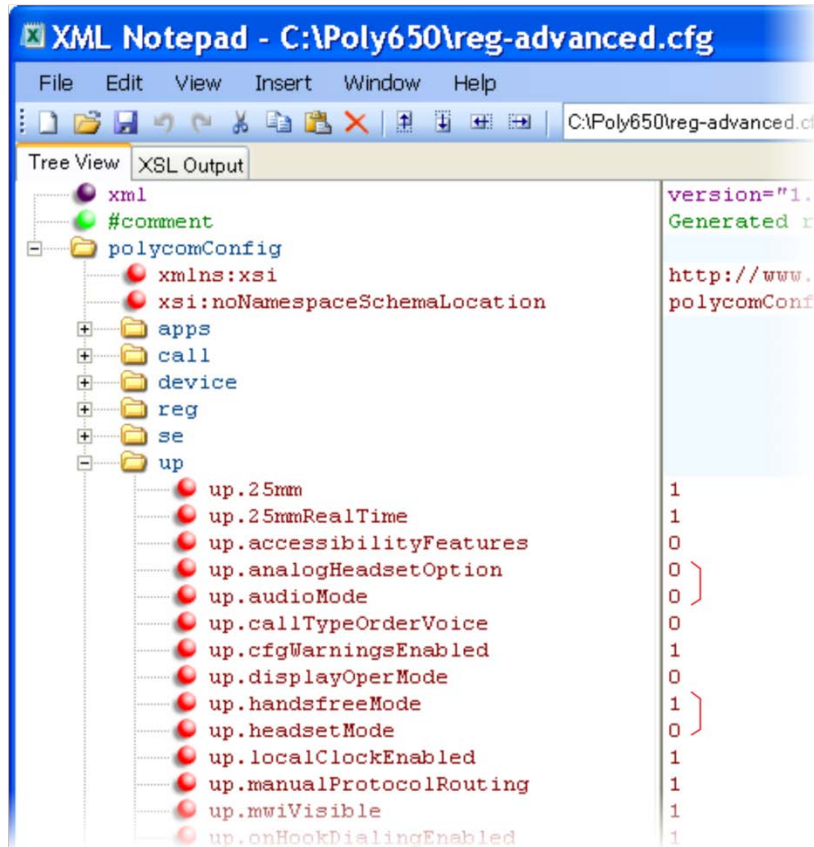 XML Notepad - C:\Poly650\reg-advanced.cfg
File Edit View Insert Window Help
C:\Poly650\reg-advanced.cf
Tree View XSL Output
xml version="1.
#comment Generated r
polycomConfig
xmlns:xsi http://www.
xsi:noNamespaceSchemaLocation polycomConf
apps
call
device
reg
se
up
up.25mm 1
up.25mmRealTime 1
up.accessibilityFeatures 0
up.analogHeadsetOption 0
up.audioMode 0
up.callTypeOrderVoice 0
up.cfgWarningsEnabled 1
up.displayOperMode 0
up.handsfreeMode 1
up.headsetMode 0
up.localClockEnabled 1
up.manualProtocolRouting 1
up.mwiVisible 1
up.onHookDialingEnabled 1